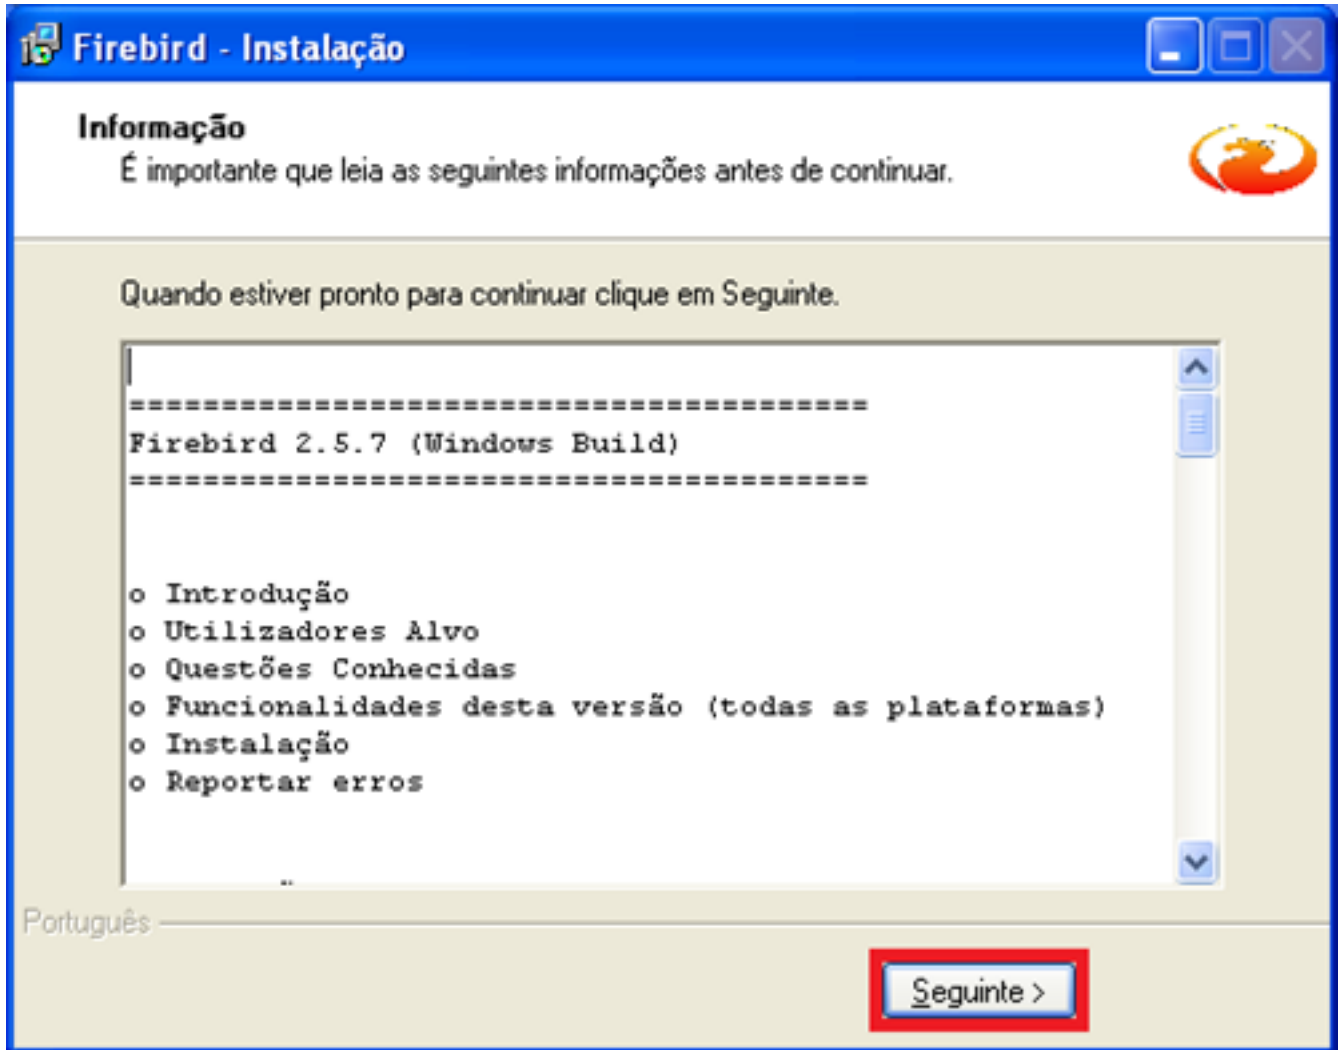 Firebird - Instalação
Informação
É importante que leia as seguintes informações antes de continuar.
Quando estiver pronto para continuar clique em Seguinte.
========================================
Firebird 2.5.7 (Windows Build)
========================================
o Introdução
o Utilizadores Alvo
o Questões Conhecidas
o Funcionalidades desta versão (todas as plataformas)
o Instalação
o Reportar erros
Português
Seguinte >